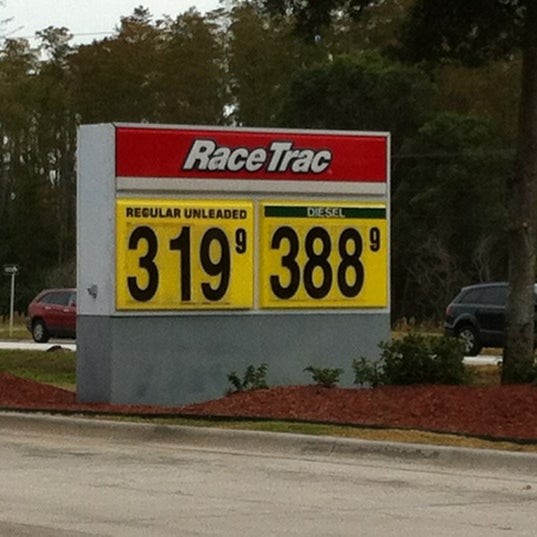 RaceTrac
REGULAR UNLEADED
319 9
DIESEL
388 9